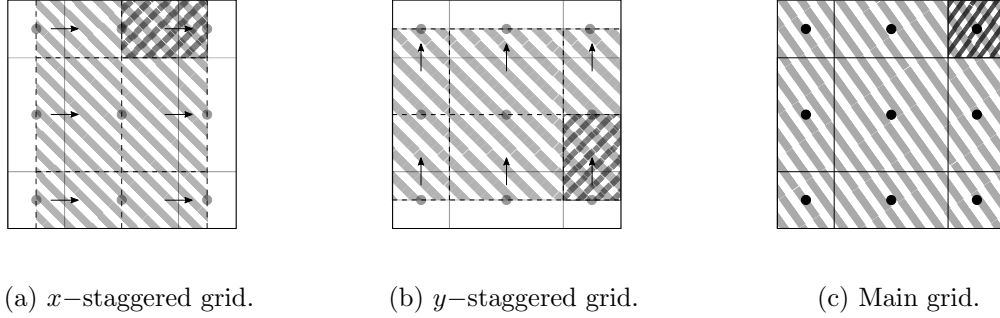 (a) x−staggered grid.
(b) y−staggered grid.
(c) Main grid.